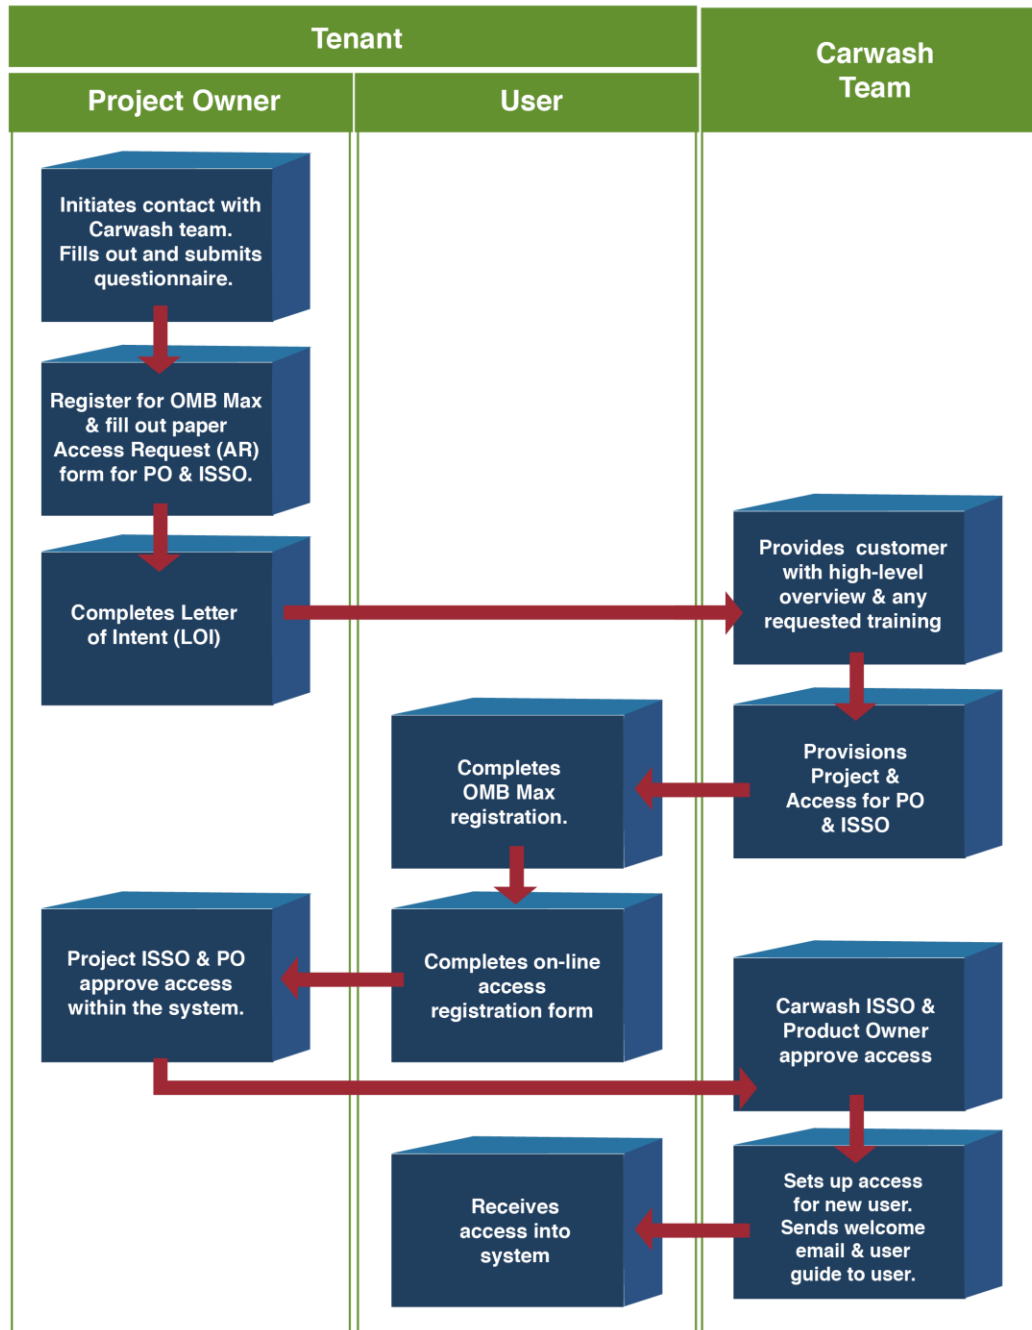 Tenant
Carwash
Team
Project Owner
User
Initiates contact with
Carwash team.
Fills out and submits
questionnaire.
Register for OMB Max
& fill out paper
Access Request (AR)
form for PO & ISSO.
Completes Letter
of Intent (LOI)
Provides customer
with high-level
overview & any
requested training
Provisions
Project &
Access for PO
& ISSO
Completes
OMB Max
registration.
Completes on-line
access
registration form
Project ISSO & PO
approve access
within the system.
Carwash ISSO &
Product Owner
approve access
Sets up access
for new user.
Sends welcome
email & user
guide to user.
Receives
access into
system